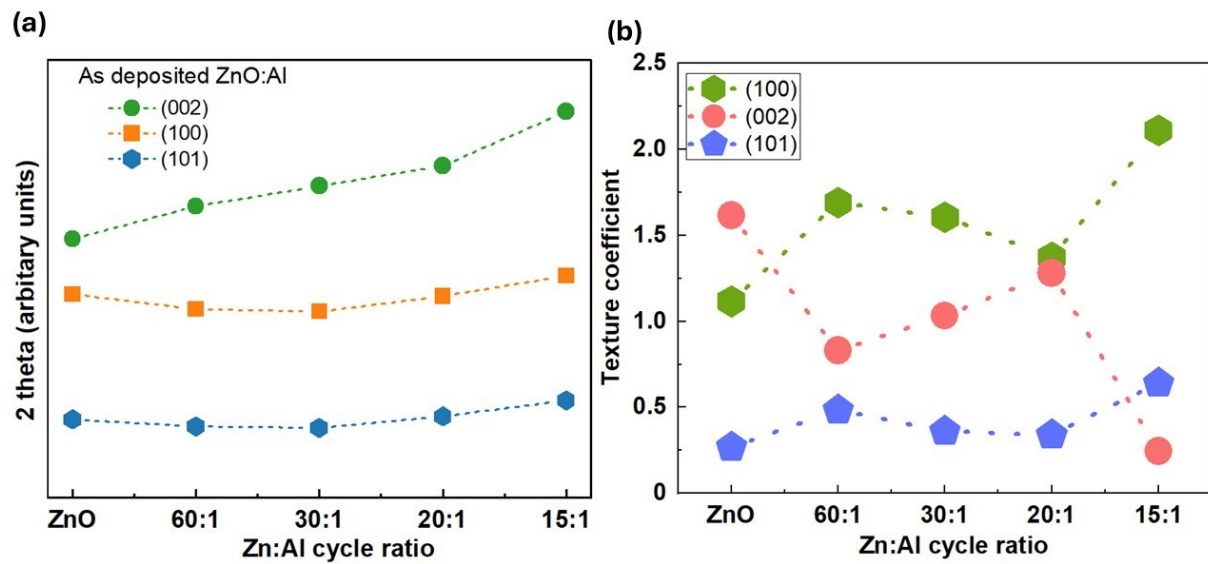 (a)
As deposited ZnO:Al
(002)
(100)
(101)
2 theta (arbitary units)
ZnO 60:1 30:1 20:1 15:1
Zn:Al cycle ratio
(b)
2.5
2.0
1.5
1.0
0.5
0
(100)
(002)
(101)
Texture coefficient
ZnO 60:1 30:1 20:1 15:1
Zn:Al cycle ratio